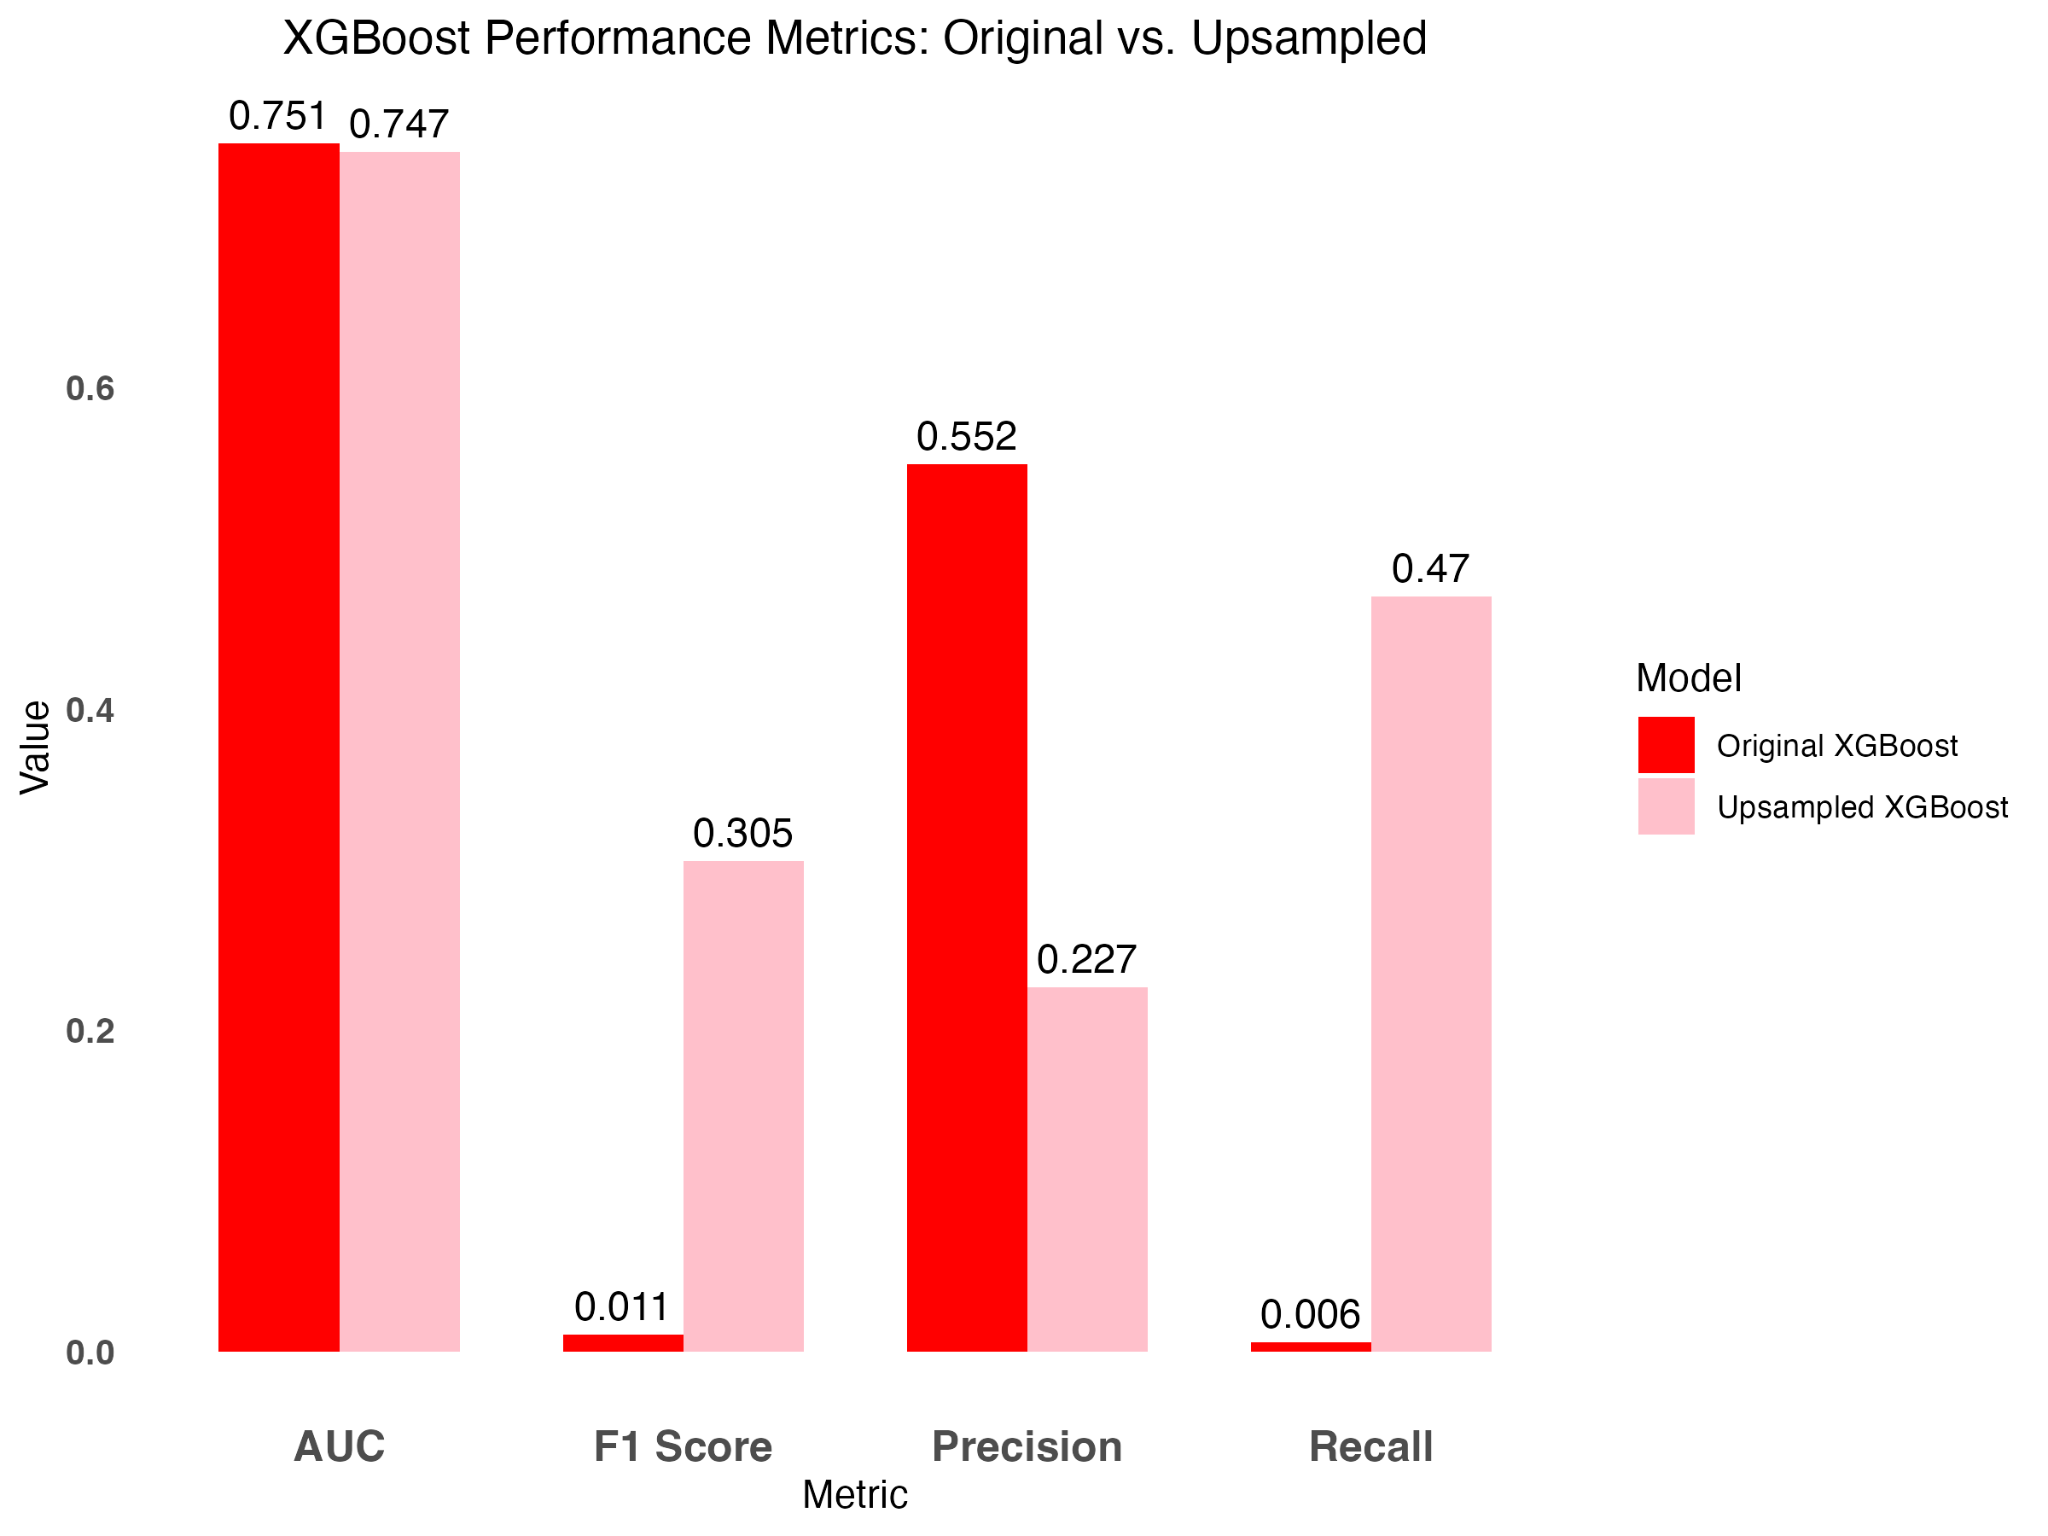 XGBoost Performance Metrics: Original vs. Upsampled
0.751
0.747
0.011
0.305
0.552
0.227
0.006
0.47
Value
0.6
0.4
0.2
0.0
AUC
F1 Score
Precision
Recall
Metric
Model
Original XGBoost
Upsampled XGBoost